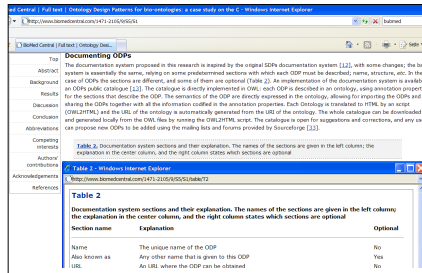 ed Central | Full text | Ontology Design Patterns for bio-ontologies: a case study on the C - Windows Internet Explorer
http://www.biomedcentral.com/1471-2105/9/S5/S1
bubmed
BioMed Central | Full text | Ontology Des...
Side
Top
Abstract
Background
Results
Discussion
Conclusion
Abbreviations
Competing
interests
Authors'
contributions
Acknowledgements
References
Documenting ODPs
The documentation system proposed in this research is inspired by the original SDPs documentation system [12], with some changes; the bu
system is essentially the same, relying on some predetermined sections with which each ODP must be described; name, structure, etc. In the
case of ODPs the sections are different, and some of them are optional (Table 2). An implementation of the documentation system is availab
an ODPs public catalogue [13]. The catalogue is directly implemented in OWL: each ODP is described in an ontology, using annotation propert
for the sections that describe the ODP. The semantics of the ODP are directly expressed in the ontology, allowing for importing the ODPs and
sharing the ODPs together with all the information codified in the annotation properties. Each Ontology is translated to HTML by an script
(OWL2HTML) and the URL of the ontology is automatically generated from the URI of the ontology. The whole catalogue can be downloaded
and generated locally from the OWL files by running the OWL2HTML script. The catalogue is open for suggestions and corrections, and any us
can propose new ODPs to be added using the mailing lists and forums provided by Sourceforge [13].
Table 2. Documentation system sections and their explanation. The names of the sections are given in the left column; the
explanation in the center column, and the right column states which sections are optional
Table 2 - Windows Internet Explorer
http://www.biomedcentral.com/1471-2105/9/S5/S1/table/T2
Table 2
Documentation system sections and their explanation. The names of the sections are given in the left column;
the explanation in the center column, and the right column states which sections are optional
Section name Explanation Optional
Name The unique name of the ODP No
Also known as Any other name that is given to this ODP Yes
URL An URL where the ODP can be obtained No